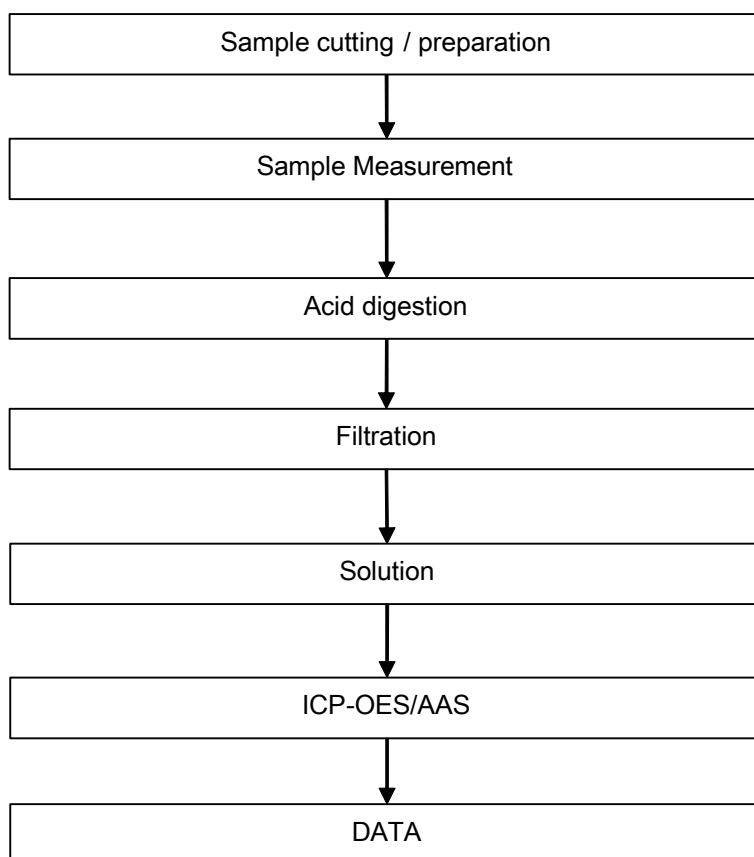 Sample cutting / preparation
Sample Measurement
Acid digestion
Filtration
Solution
ICP-OES/AAS
DATA